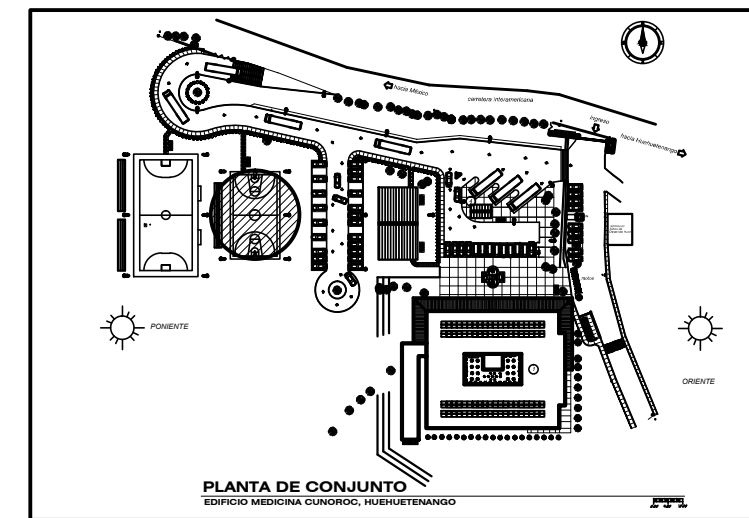 hacia México
carretera interamericana
ingreso
hacia Huehuetenango
motos
PONIENTE
ORIENTE
PLANTA DE CONJUNTO
EDIFICIO MEDICINA CUNOROC, HUEHUETENANGO